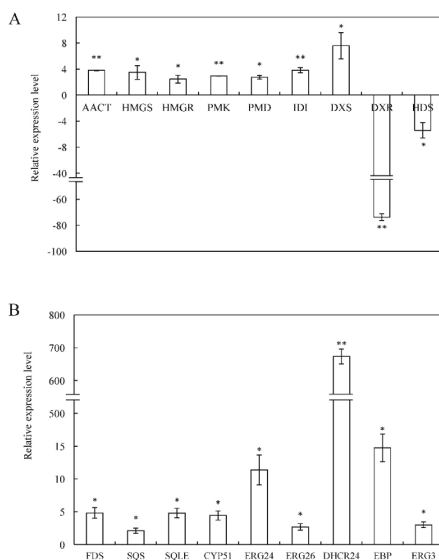 A
12
8
4
0
-4
-8
-40
-60
-80
-100
Relative expression level
** * * ** * ** * ** *
AACT HMGS HMGR PMK PMD IDI DXS DXR HDS
B
700
600
500
15
10
5
0
Relative expression level
* * * * * * ** * *
FDS SQS SQLE CYP51 ERG24 ERG26 DHCR24 EBP ERG3